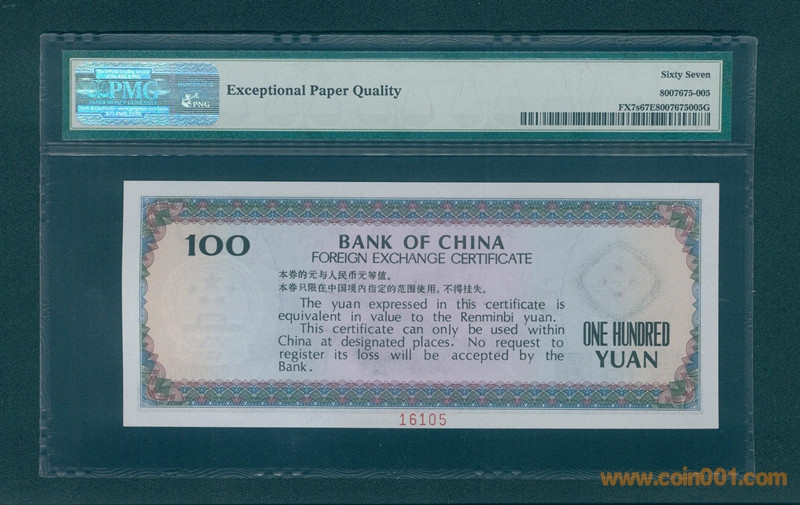 PMG
PNG
Exceptional Paper Quality
Sixty Seven
8007675-005
FX7s67E8007675005G
100
BANK OF CHINA
FOREIGN EXCHANGE CERTIFICATE
本券的元与人民币元等值。
本券只限在中国境内指定的范围使用,不得挂失。
The yuan expressed in this certificate is
equivalent in value to the Renminbi yuan.
This certificate can only be used within
China at designated places. No request to
register its loss will be accepted by the
Bank.
ONE HUNDRED
YUAN
16105
www.coin001.com